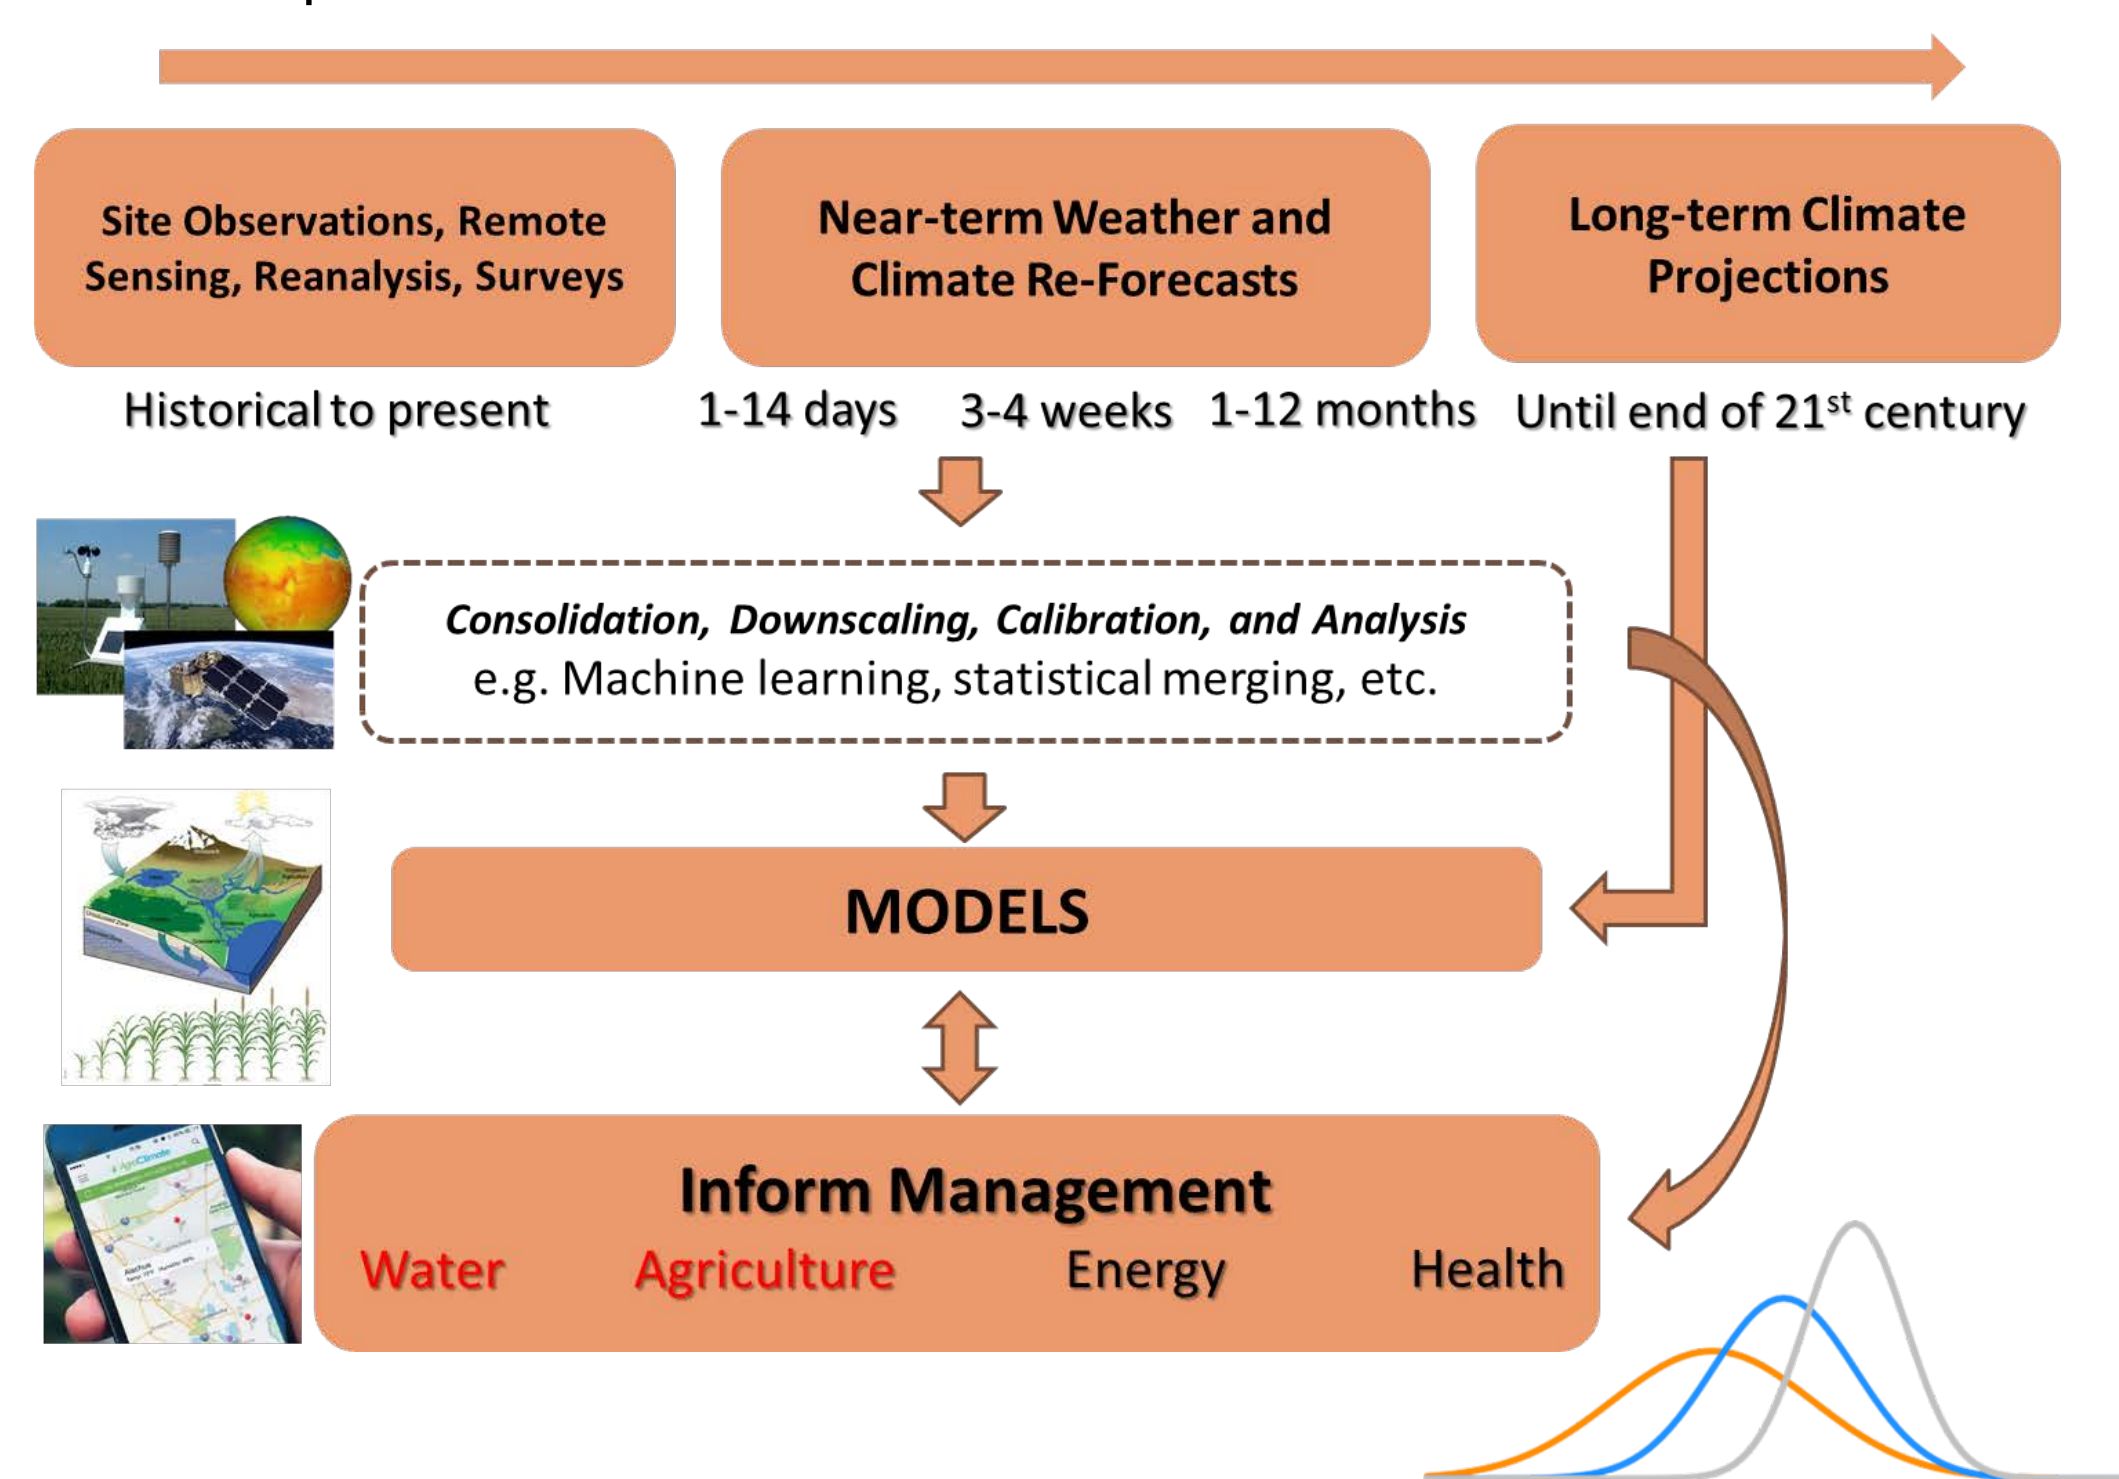 Site Observations, Remote
Sensing, Reanalysis, Surveys
Near-term Weather and
Climate Re-Forecasts
Long-term Climate
Projections
Historical to present
1-14 days
3-4 weeks
1-12 months
Until end of 21st century
Consolidation, Downscaling, Calibration, and Analysis
e.g. Machine learning, statistical merging, etc.
MODELS
Inform Management
Water
Agriculture
Energy
Health
AgroClimate
Alachua